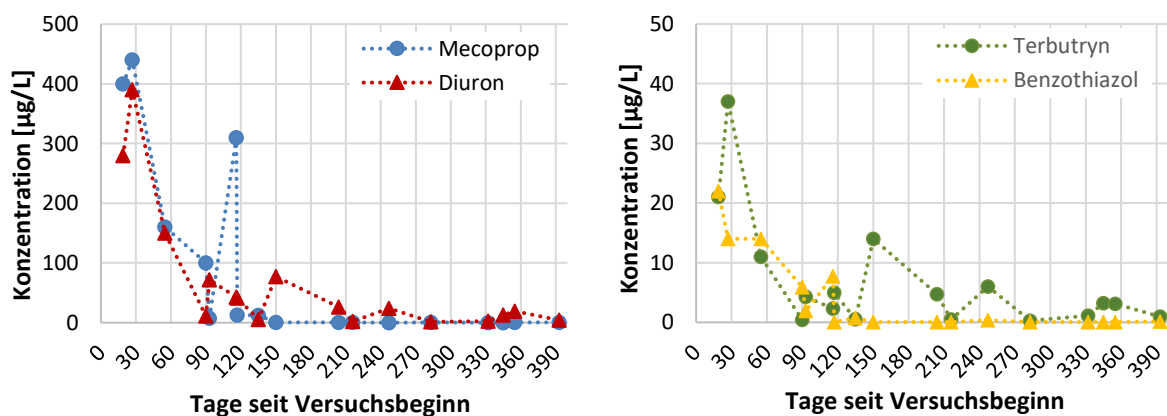 Konzentration [µg/L]
500
400
300
200
100
0
Mecoprop
Diuron
0 30 60 90 120 150 180 210 240 270 300 330 360 390
Tage seit Versuchsbeginn
Konzentration [µg/L]
50
40
30
20
10
0
Terbutryn
Benzothiazol
0 30 60 90 120 150 180 210 240 270 300 330 360 390
Tage seit Versuchsbeginn